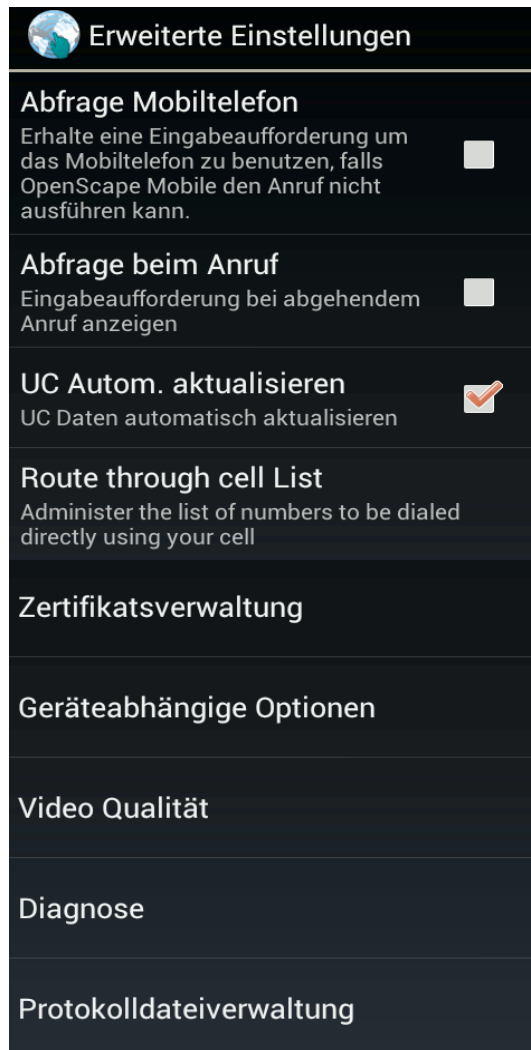 Erweiterte Einstellungen
Abfrage Mobiltelefon
Erhalte eine Eingabeaufforderung um
das Mobiltelefon zu benutzen, falls
OpenScape Mobile den Anruf nicht
ausführen kann.
Abfrage beim Anruf
Eingabeaufforderung bei abgehendem
Anruf anzeigen
UC Autom. aktualisieren
UC Daten automatisch aktualisieren
Route through cell List
Administer the list of numbers to be dialed
directly using your cell
Zertifikatsverwaltung
Geräteabhängige Optionen
Video Qualität
Diagnose
Protokolldateiverwaltung